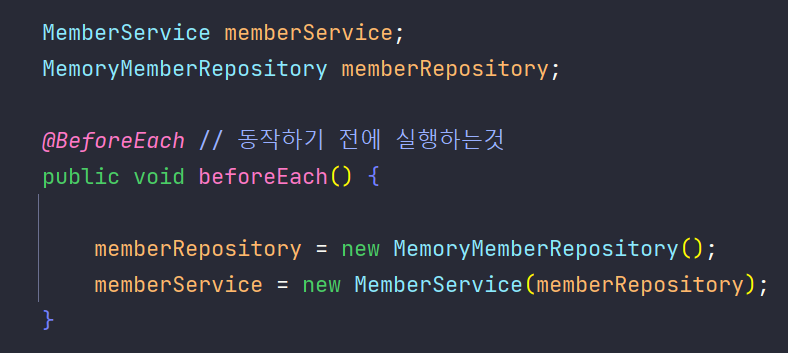 MemberService memberService;
MemoryMemberRepository memberRepository;
@BeforeEach // 동작하기 전에 실행하는것
public void beforeEach() {
memberRepository = new MemoryMemberRepository();
memberService = new MemberService(memberRepository);
}